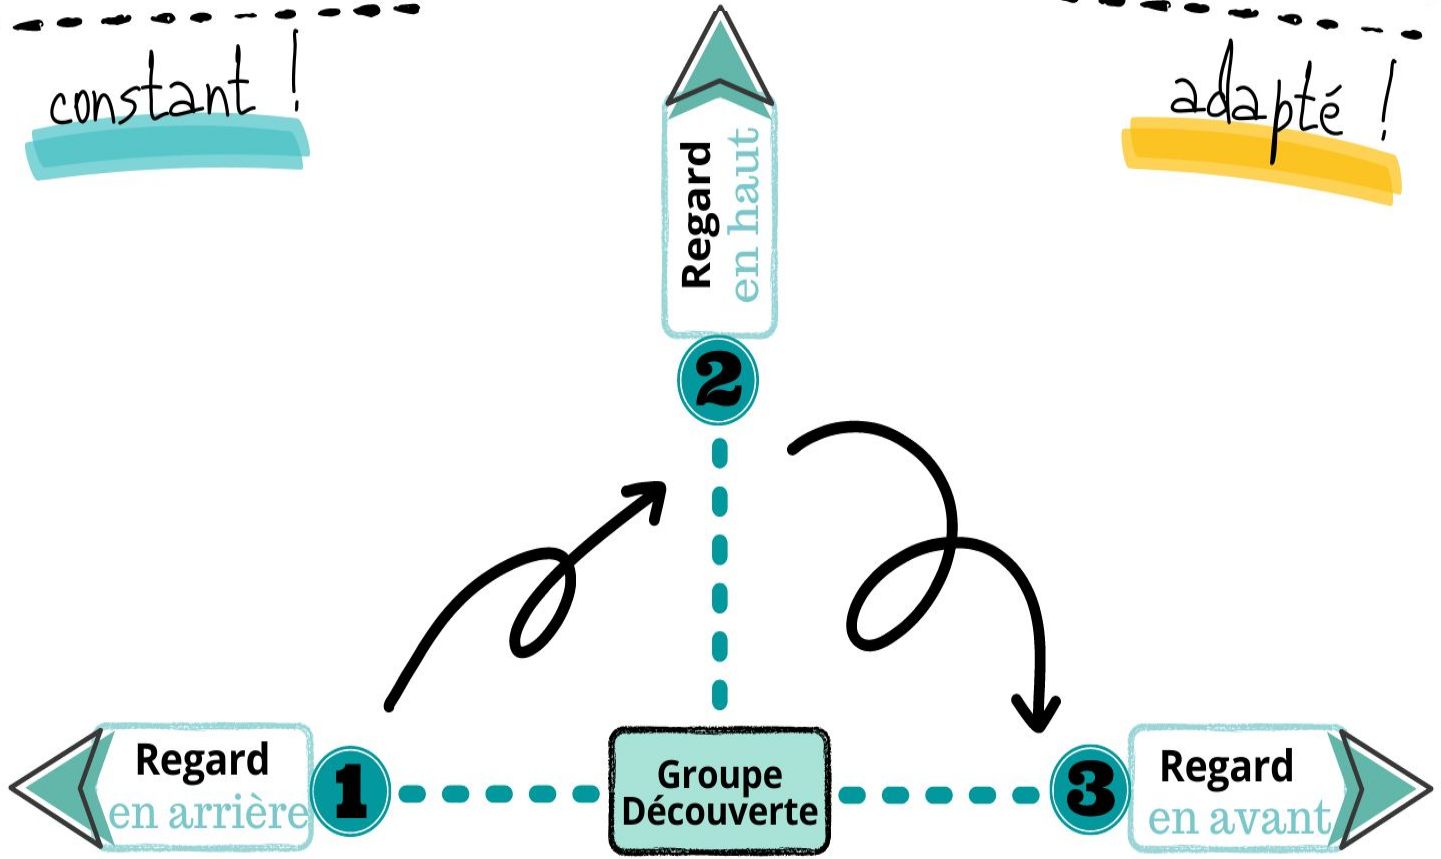 constant !
adapté !
Regard
en haut
2
Regard
en arrière
1
Groupe
Découverte
3
Regard
en avant